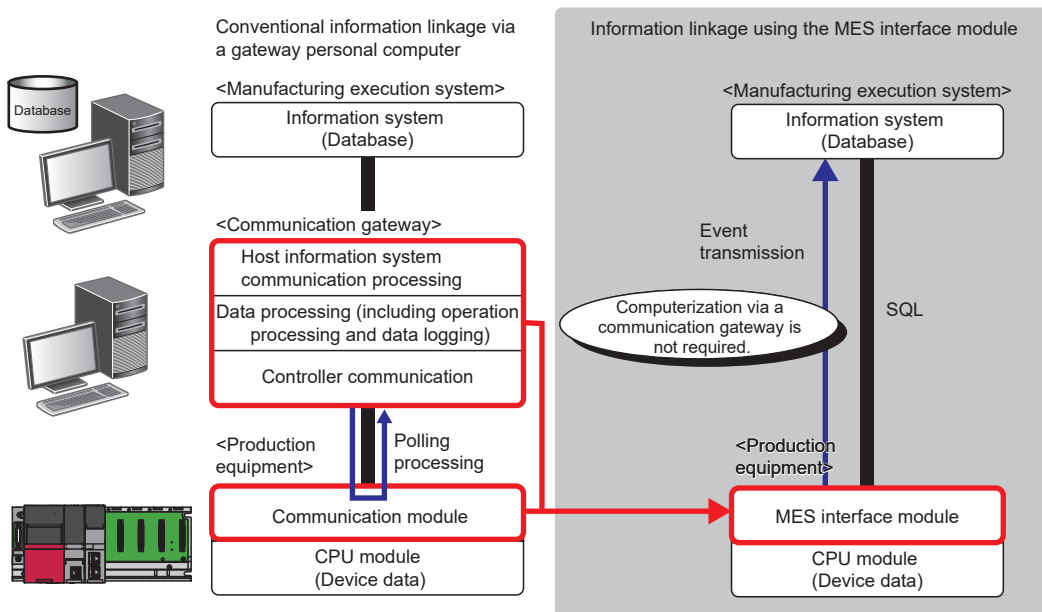 Conventional information linkage via
a gateway personal computer
Information linkage using the MES interface module
Database
<Manufacturing execution system>
Information system
(Database)
<Communication gateway>
Host information system
communication processing
Data processing (including operation
processing and data logging)
Controller communication
<Production
equipment>
Polling
processing
Communication module
CPU module
(Device data)
<Manufacturing execution system>
Information system
(Database)
Event
transmission
Computerization via a
communication gateway is
not required.
SQL
<Production
equipment>
MES interface module
CPU module
(Device data)